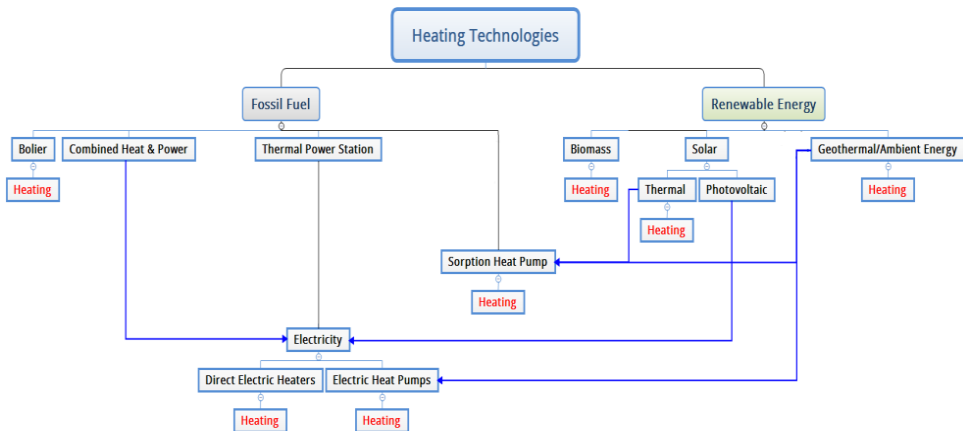 Heating Technologies
Fossil Fuel
Renewable Energy
Bolier
Combined Heat & Power
Thermal Power Station
Biomass
Solar
Geothermal/Ambient Energy
Heating
Heating
Thermal
Photovoltaic
Heating
Heating
Sorption Heat Pump
Heating
Electricity
Direct Electric Heaters
Electric Heat Pumps
Heating
Heating